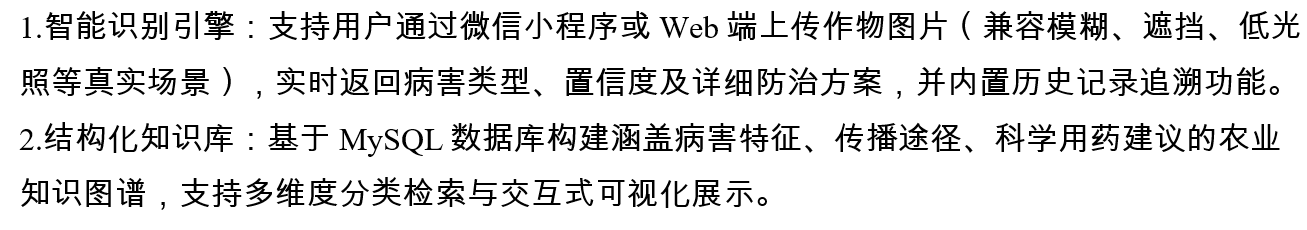 1.智能识别引擎：支持用户通过微信小程序或 Web 端上传作物图片（兼容模糊、遮挡、低光
照等真实场景），实时返回病害类型、置信度及详细防治方案，并内置历史记录追溯功能。
2.结构化知识库：基于 MySQL 数据库构建涵盖病害特征、传播途径、科学用药建议的农业
知识图谱，支持多维度分类检索与交互式可视化展示。